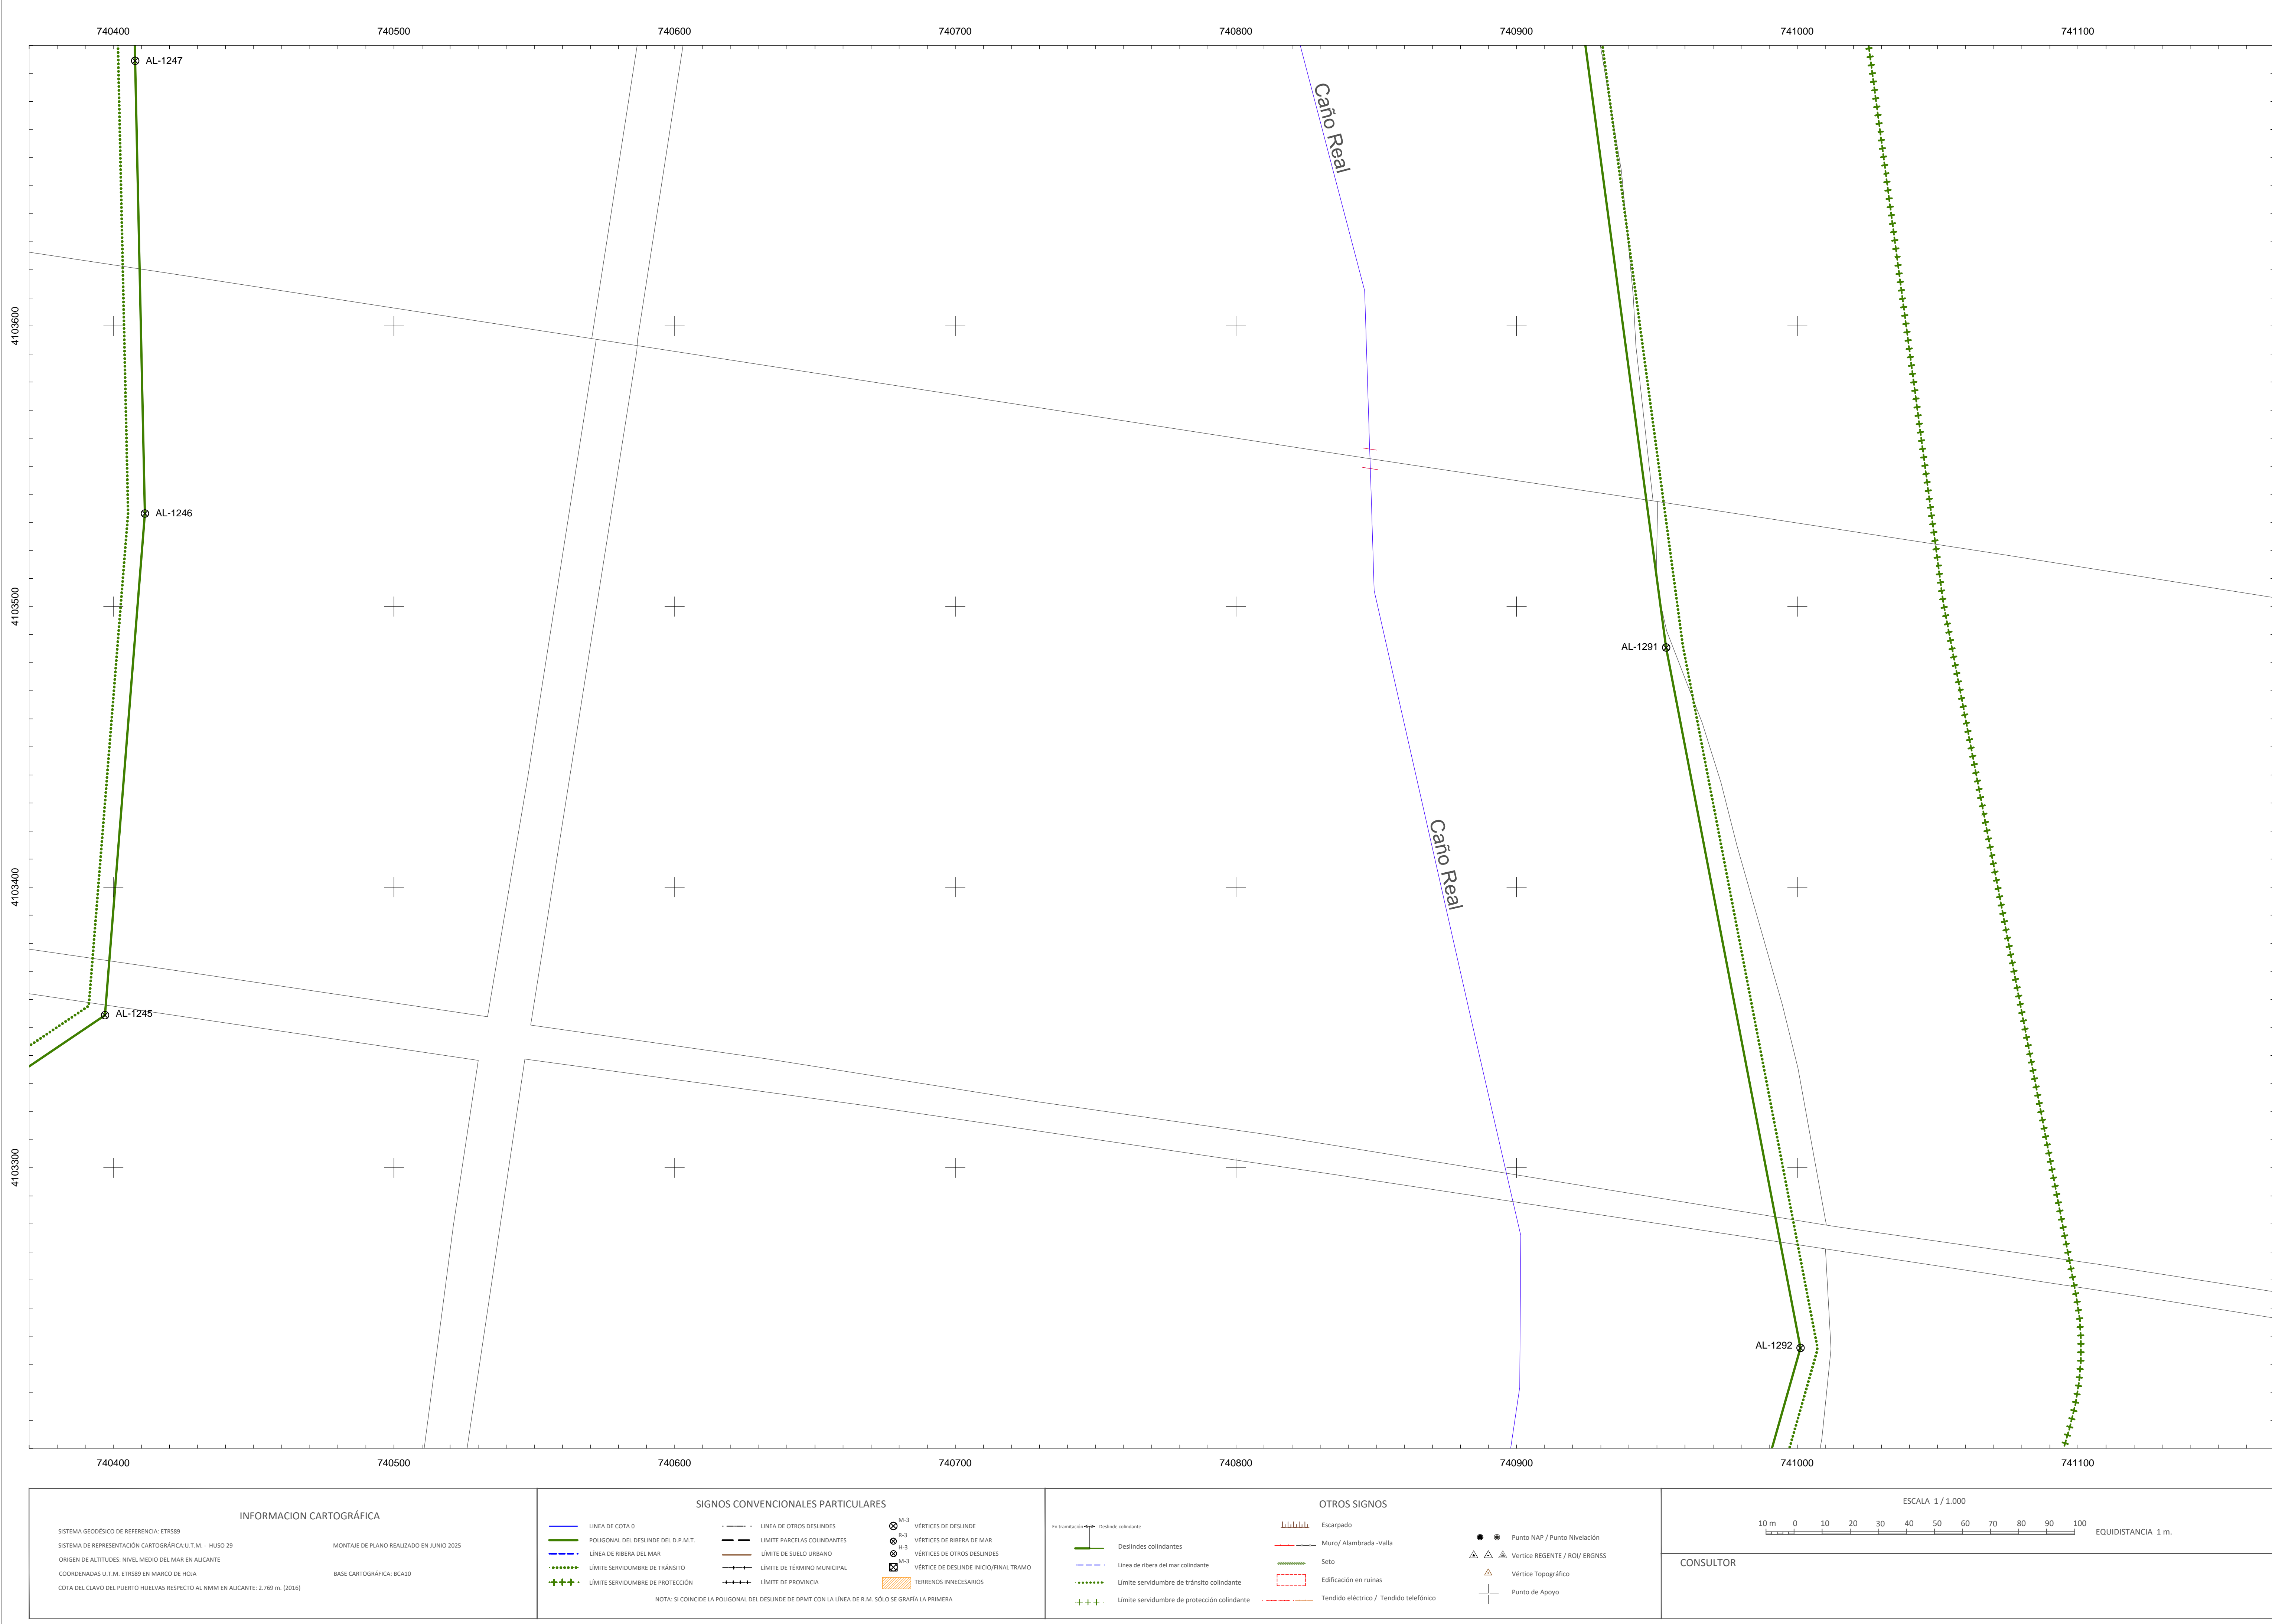 740400 740500 740600 740700 740800 740900 741000 741100
AL-1247
Caño Real
4103600
AL-1246
4103500
AL-1291
Caño Real
4103400
AL-1245
4103300
AL-1292
740400 740500 740600 740700 740800 740900 741000 741100
INFORMACION CARTOGRÁFICA
SISTEMA GEODÉSICO DE REFERENCIA: ETRS89
SISTEMA DE REPRESENTACIÓN CARTOGRÁFICA:U.T.M. - HUSO 29
MONTAJE DE PLANO REALIZADO EN JUNIO 2025
ORIGEN DE ALTITUDES: NIVEL MEDIO DEL MAR EN ALICANTE
COORDENADAS U.T.M. ETRS89 EN MARCO DE HOJA
BASE CARTOGRÁFICA: BCA10
COTA DEL CLAVO DEL PUERTO HUELVAS RESPECTO AL NMM EN ALICANTE: 2.769 m. (2016)
SIGNOS CONVENCIONALES PARTICULARES
LINEA DE COTA 0
POLIGONAL DEL DESLINDE DEL D.P.M.T.
LÍNEA DE RIBERA DEL MAR
LÍMITE SERVIDUMBRE DE TRÁNSITO
LÍMITE SERVIDUMBRE DE PROTECCIÓN
LINEA DE OTROS DESLINDES
LIMITE PARCELAS COLINDANTES
LÍMITE DE SUELO URBANO
LÍMITE DE TÉRMINO MUNICIPAL
LÍMITE DE PROVINCIA
M-3
VÉRTICES DE DESLINDE
R-3
VÉRTICES DE RIBERA DE MAR
H-3
VÉRTICES DE OTROS DESLINDES
M-3
VÉRTICE DE DESLINDE INICIO/FINAL TRAMO
TERRENOS INNECESARIOS
NOTA: SI COINCIDE LA POLIGONAL DEL DESLINDE DE DPMT CON LA LÍNEA DE R.M. SÓLO SE GRAFÍA LA PRIMERA
OTROS SIGNOS
En tramitación Deslinde colindante
Deslindes colindantes
Línea de ribera del mar colindante
Límite servidumbre de tránsito colindante
Límite servidumbre de protección colindante
Escarpado
Muro/ Alambrada -Valla
Seto
Edificación en ruinas
Tendido eléctrico / Tendido telefónico
Punto NAP / Punto Nivelación
Vertice REGENTE / ROI/ ERGNSS
Vértice Topográfico
Punto de Apoyo
ESCALA 1 / 1.000
10 m 0 10 20 30 40 50 60 70 80 90 100
EQUIDISTANCIA 1 m.
CONSULTOR